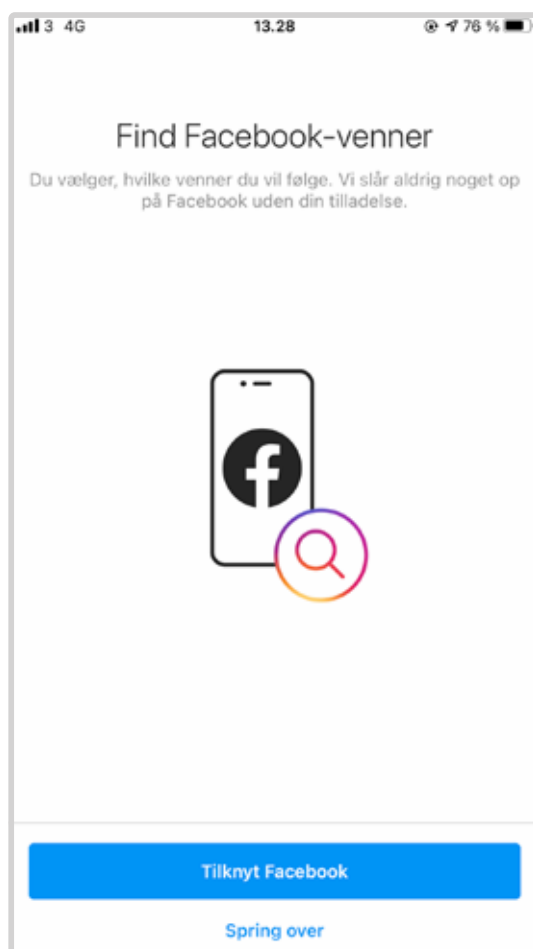 3 4G 13.28 76 %
Find Facebook-venner
Du vælger, hvilke venner du vil følge. Vi slår aldrig noget op
på Facebook uden din tilladelse.
Tilknyt Facebook
Spring over